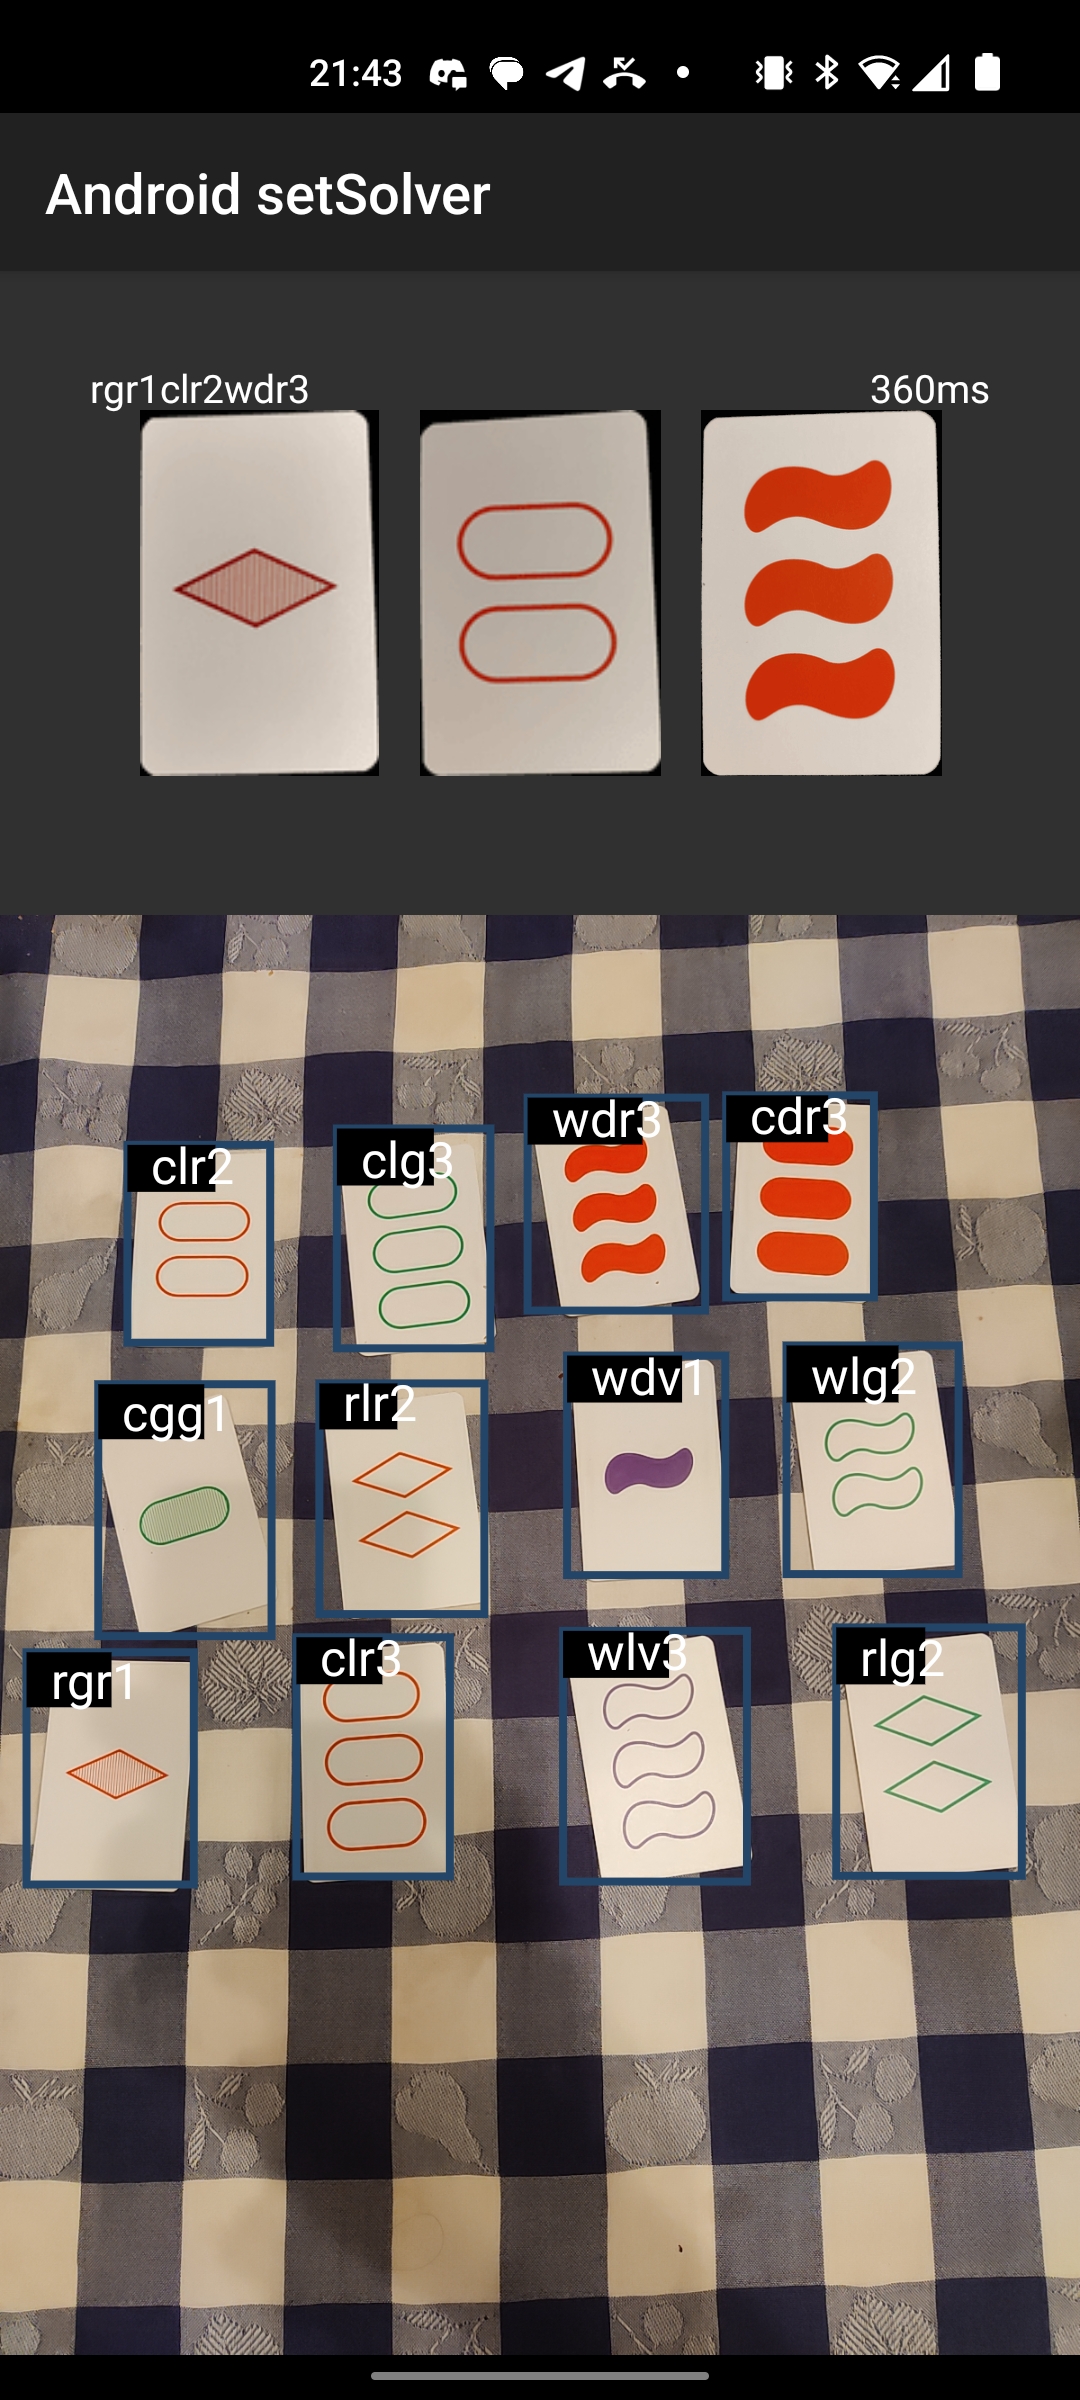 21:43
Android setSolver
rgr1clr2wdr3
360ms
clr2
clg3
wdr3
cdr3
cgg1
rlr2
wdv1
wlg2
rgr1
clr3
wlv3
rlg2